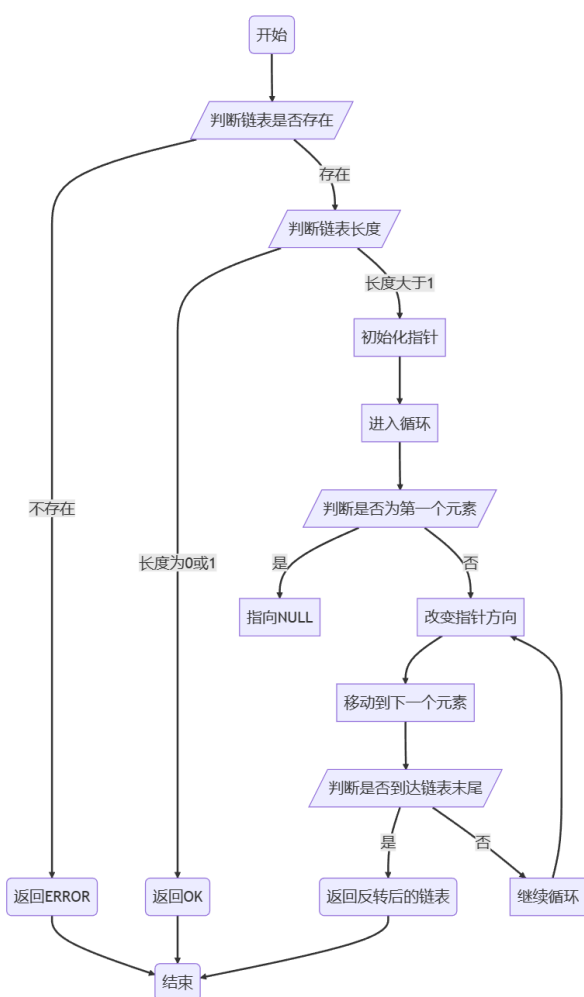 开始
判断链表是否存在
存在
判断链表长度
长度大于1
初始化指针
进入循环
判断是否为第一个元素
不存在
长度为0或1
是
否
指向NULL
改变指针方向
移动到下一个元素
判断是否到达链表末尾
是
否
返回ERROR
返回OK
返回反转后的链表
继续循环
结束